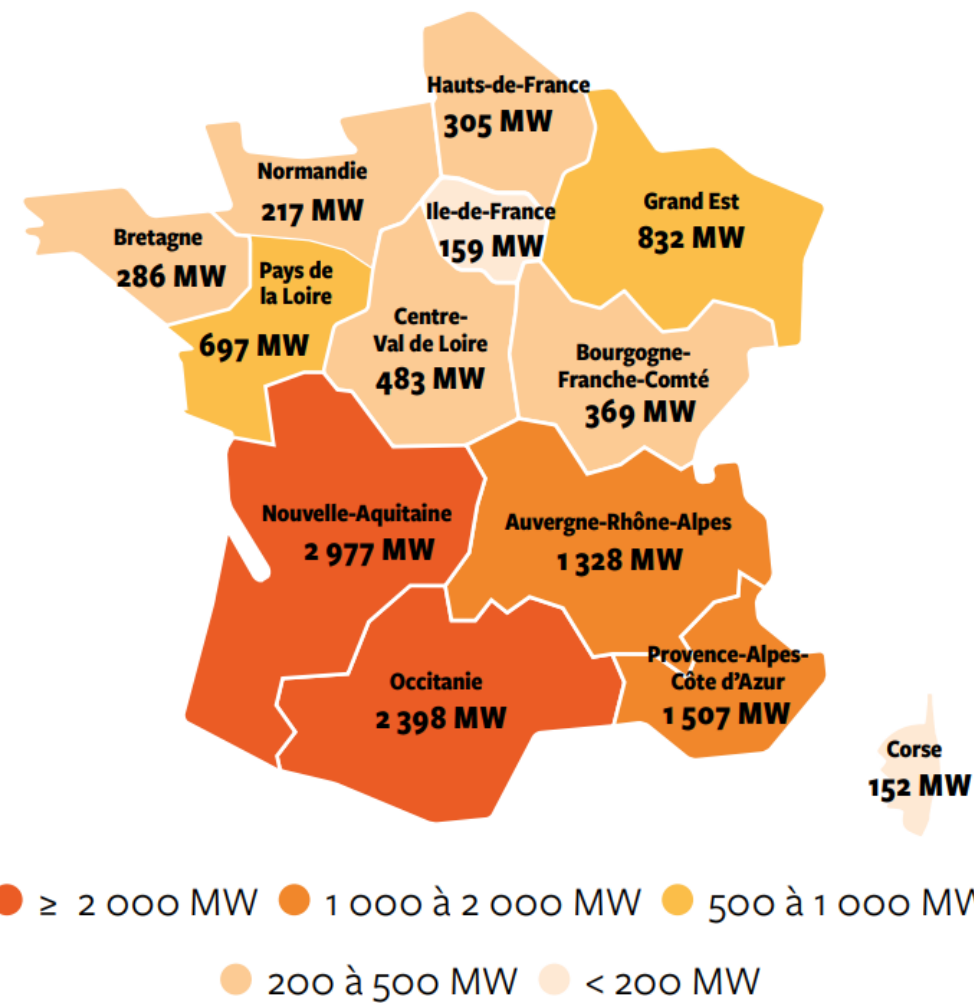 Hauts-de-France
305 MW
Normandie
217 MW
Ile-de-France
159 MW
Grand Est
832 MW
Bretagne
286 MW
Pays de
la Loire
697 MW
Centre-
Val de Loire
483 MW
Bourgogne-
Franche-Comté
369 MW
Nouvelle-Aquitaine
2 977 MW
Auvergne-Rhône-Alpes
1 328 MW
Occitanie
2 398 MW
Provence-Alpes-
Côte d'Azur
1 507 MW
Corse
152 MW
≥ 2 000 MW 1 000 à 2 000 MW 500 à 1 000 MW
200 à 500 MW < 200 MW